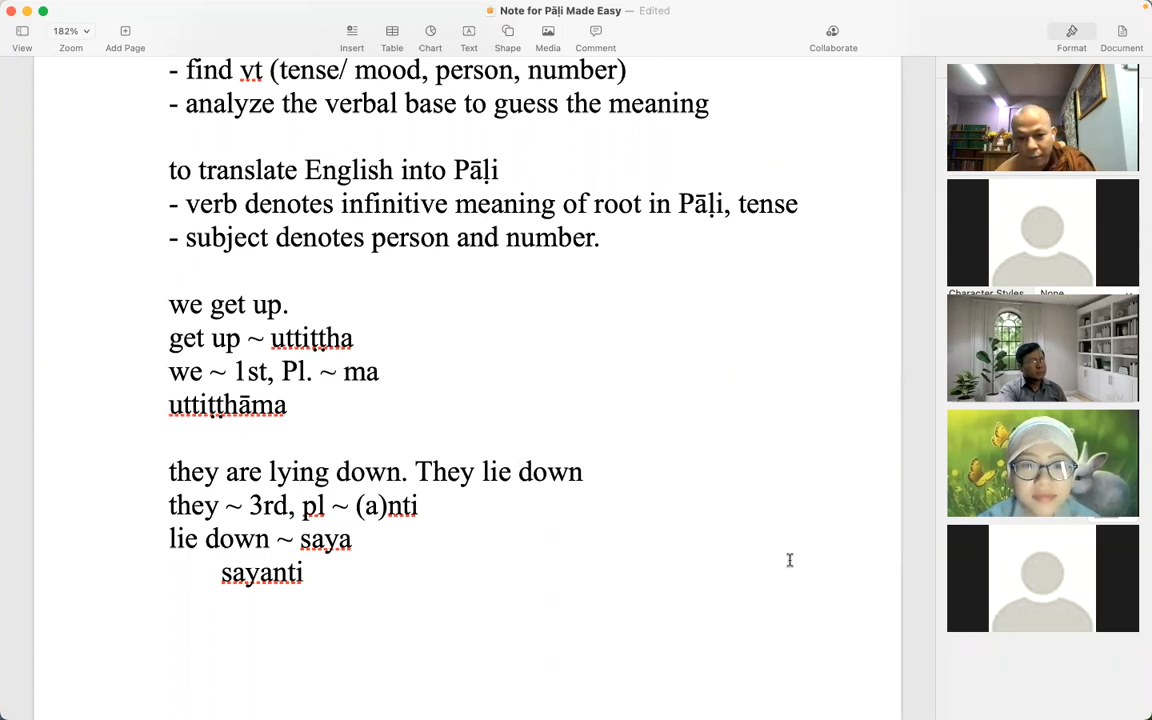 Note for Pāḷi Made Easy — Edited
182%
View
Zoom
Add Page
Insert
Table
Chart
Text
Shape
Media
Comment
Collaborate
Format
Document
- find vt (tense/ mood, person, number)
- analyze the verbal base to guess the meaning
to translate English into Pāḷi
- verb denotes infinitive meaning of root in Pāḷi, tense
- subject denotes person and number.
we get up.
get up ~ uttiṭṭha
we ~ 1st, Pl. ~ ma
uttiṭṭhāma
they are lying down. They lie down
they ~ 3rd, pl ~ (a)nti
lie down ~ saya
sayanti
Character Styles None